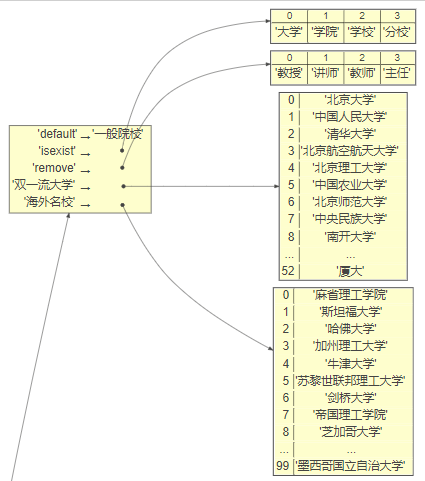 0 1 2 3
'大学' '学院' '学校' '分校'
0 1 2 3
'教授' '讲师' '教师' '主任'
'default' → '一般院校'
'isexist' →
'remove' →
'双一流大学' →
'海外名校' →
0 '北京大学'
1 '中国人民大学'
2 '清华大学'
3 '北京航空航天大学'
4 '北京理工大学'
5 '中国农业大学'
6 '北京师范大学'
7 '中央民族大学'
8 '南开大学'
... ...
52 '厦大'
0 '麻省理工学院'
1 '斯坦福大学'
2 '哈佛大学'
3 '加州理工大学'
4 '牛津大学'
5 '苏黎世联邦理工大学'
6 '剑桥大学'
7 '帝国理工学院'
8 '芝加哥大学'
... ...
99 '墨西哥国立自治大学'